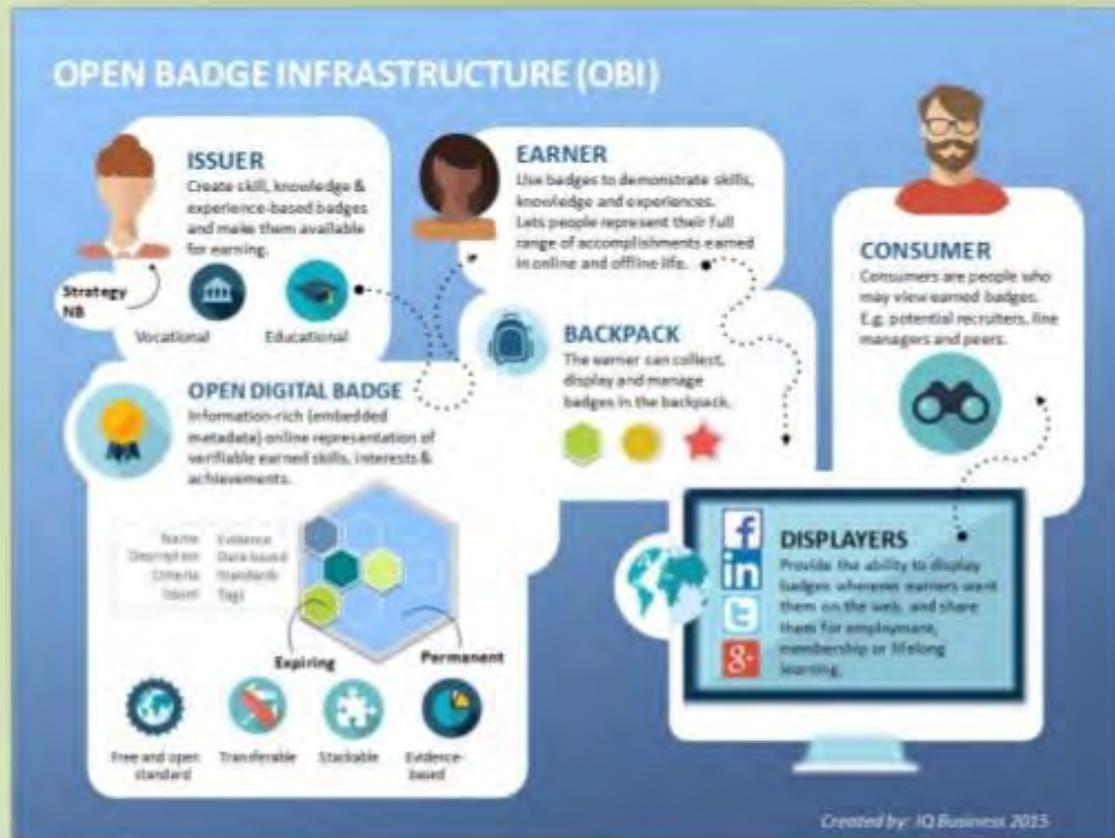 OPEN BADGE INFRASTRUCTURE (OBI)
ISSUER
Create skill, knowledge &
experience-based badges
and make them available
for earning.
Strategy
NB
Vocational
Educational
EARNER
Use badges to demonstrate skills,
knowledge and experiences.
Lets people represent their full
range of accomplishments earned
in online and offline life.
CONSUMER
Consumers are people who
may view earned badges.
E.g. potential recruiters, line
managers and peers.
BACKPACK
The earner can collect,
display and manage
badges in the backpack.
OPEN DIGITAL BADGE
Information-rich (embedded
metadata) online representation of
verifiable earned skills, interests &
achievements.
Name Evidence
Description Data based
Criteria Standards
Issuer Tags
Expiring
Permanent
Free and open
standard
Transferable
Stackable
Evidence-
based
f
in
t
g+
DISPLAYERS
Provide the ability to display
badges wherever earners want
them on the web, and share
them for employment,
membership or lifelong
learning.
Created by: IQ Business 2015